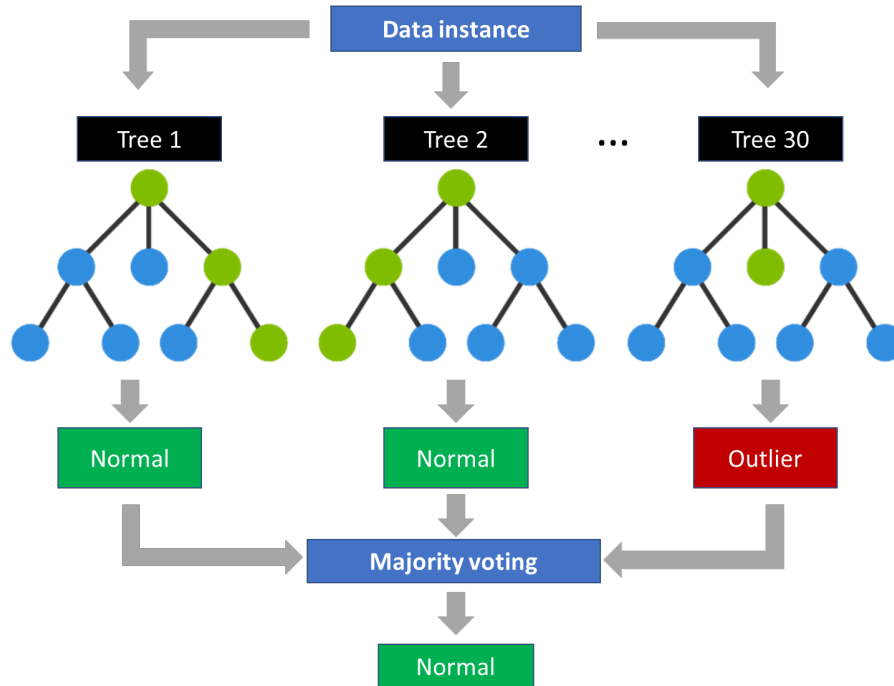 Data instance
Tree 1
Tree 2
...
Tree 30
Normal
Normal
Outlier
Majority voting
Normal